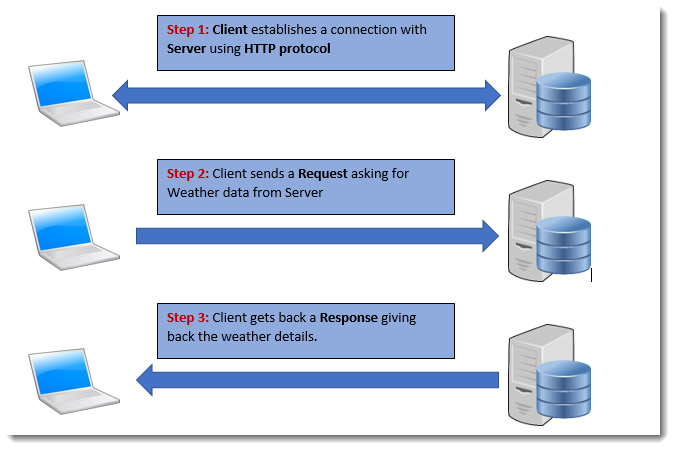 Step 1: Client establishes a connection with
Server using HTTP protocol
Step 2: Client sends a Request asking for
Weather data from Server
Step 3: Client gets back a Response giving
back the weather details.